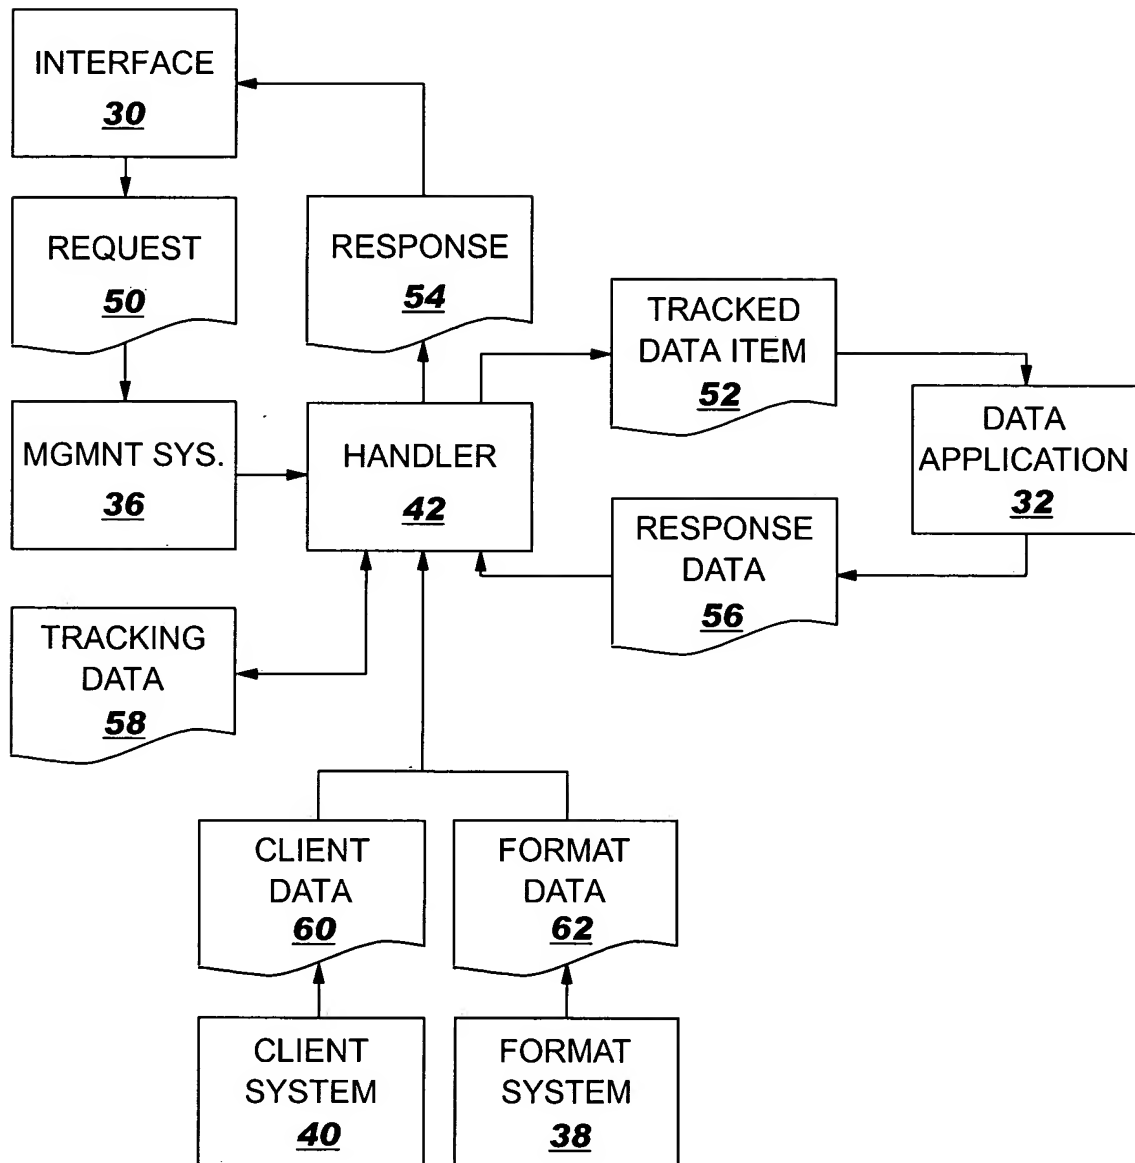 INTERFACE
30
REQUEST
50
RESPONSE
54
TRACKED
DATA ITEM
52
MGMNT SYS.
36
HANDLER
42
DATA
APPLICATION
32
RESPONSE
DATA
56
TRACKING
DATA
58
CLIENT
DATA
60
FORMAT
DATA
62
CLIENT
SYSTEM
40
FORMAT
SYSTEM
38